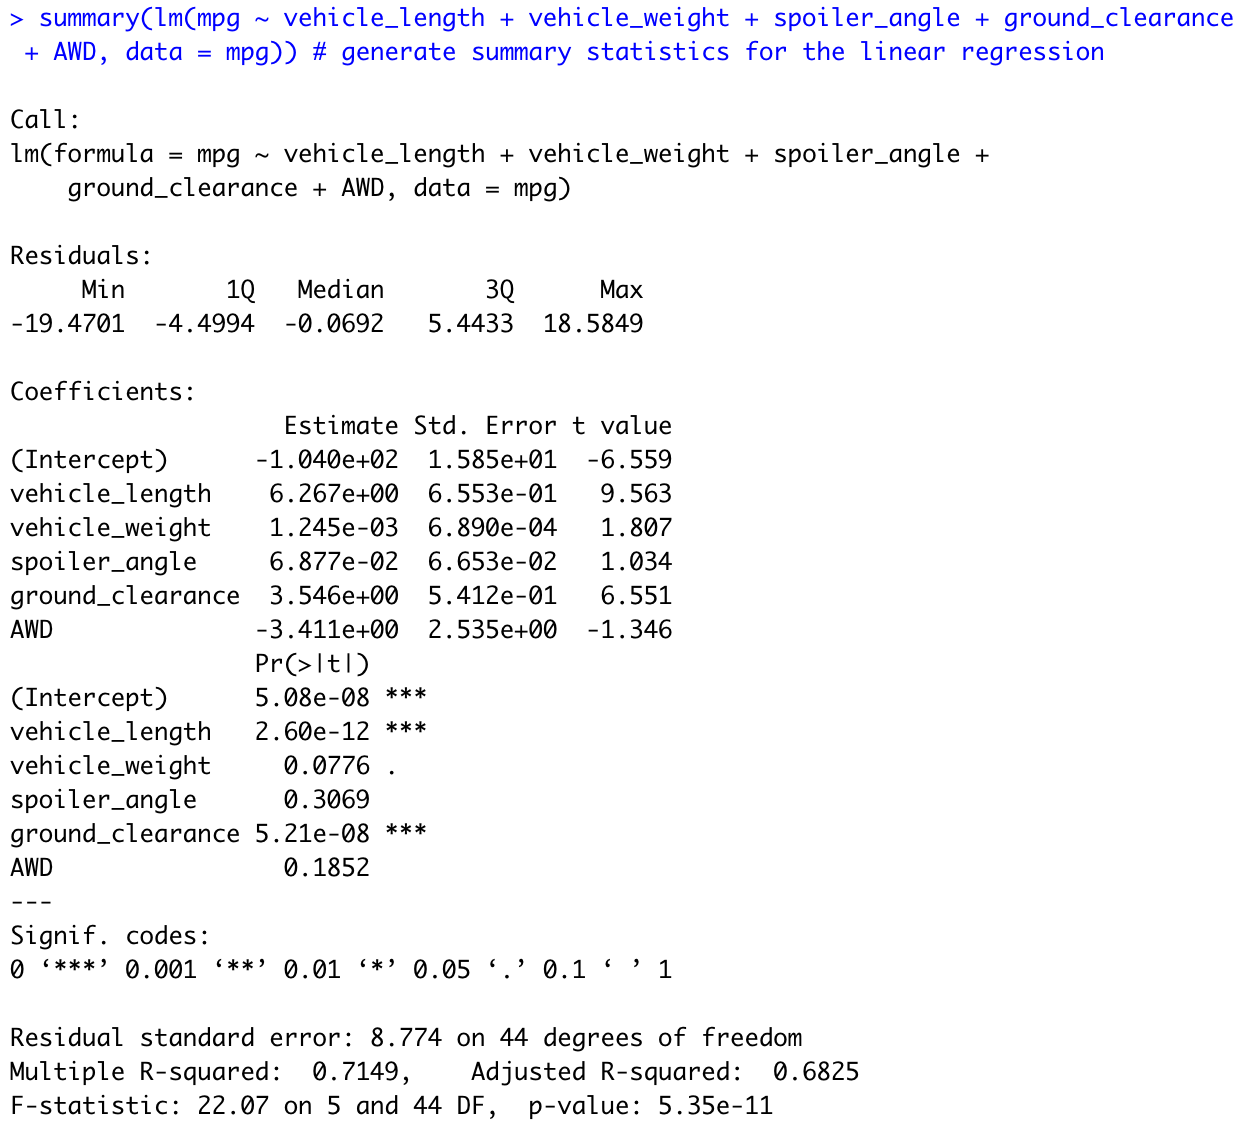 > summary(lm(mpg ~ vehicle_length + vehicle_weight + spoiler_angle + ground_clearance
 + AWD, data = mpg)) # generate summary statistics for the linear regression

Call:
lm(formula = mpg ~ vehicle_length + vehicle_weight + spoiler_angle +
    ground_clearance + AWD, data = mpg)

Residuals:
     Min       1Q   Median       3Q      Max
-19.4701  -4.4994  -0.0692   5.4433  18.5849

Coefficients:
                   Estimate Std. Error t value
(Intercept)      -1.040e+02  1.585e+01  -6.559
vehicle_length    6.267e+00  6.553e-01   9.563
vehicle_weight    1.245e-03  6.890e-04   1.807
spoiler_angle     6.877e-02  6.653e-02   1.034
ground_clearance  3.546e+00  5.412e-01   6.551
AWD              -3.411e+00  2.535e+00  -1.346
                 Pr(>|t|)
(Intercept)      5.08e-08 ***
vehicle_length   2.60e-12 ***
vehicle_weight     0.0776 .
spoiler_angle      0.3069
ground_clearance 5.21e-08 ***
AWD                0.1852
---
Signif. codes:
0 ‘***’ 0.001 ‘**’ 0.01 ‘*’ 0.05 ‘.’ 0.1 ‘ ’ 1

Residual standard error: 8.774 on 44 degrees of freedom
Multiple R-squared:  0.7149,    Adjusted R-squared:  0.6825
F-statistic: 22.07 on 5 and 44 DF,  p-value: 5.35e-11